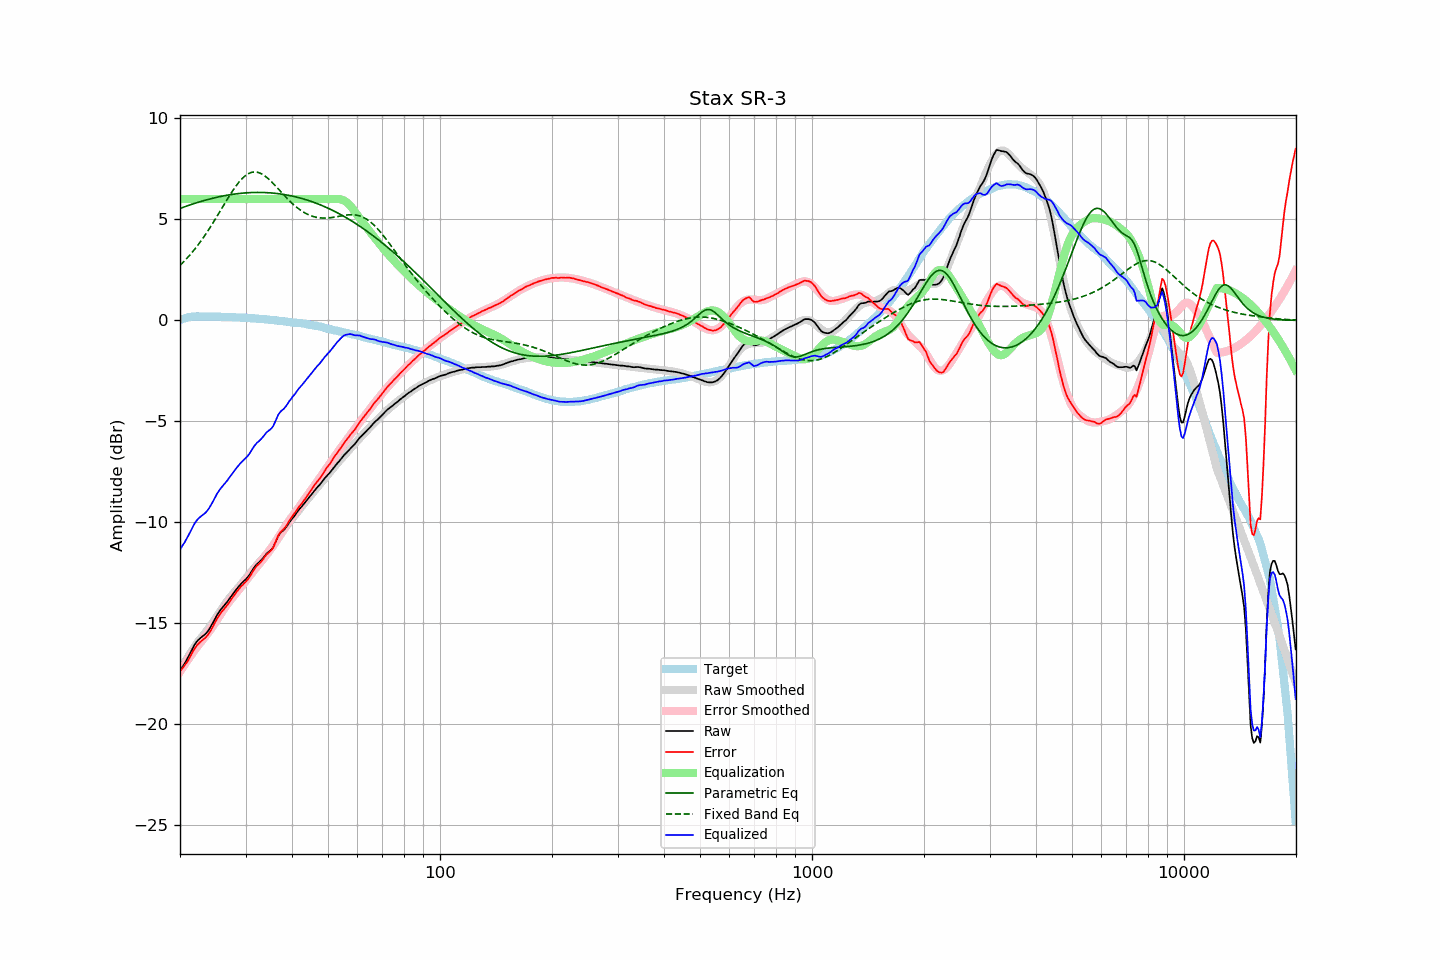 Stax SR-3
10
5
0
−5
−10
−15
−20
−25
Amplitude (dBr)
100
1000
10000
Frequency (Hz)
Target
Raw Smoothed
Error Smoothed
Raw
Error
Equalization
Parametric Eq
Fixed Band Eq
Equalized